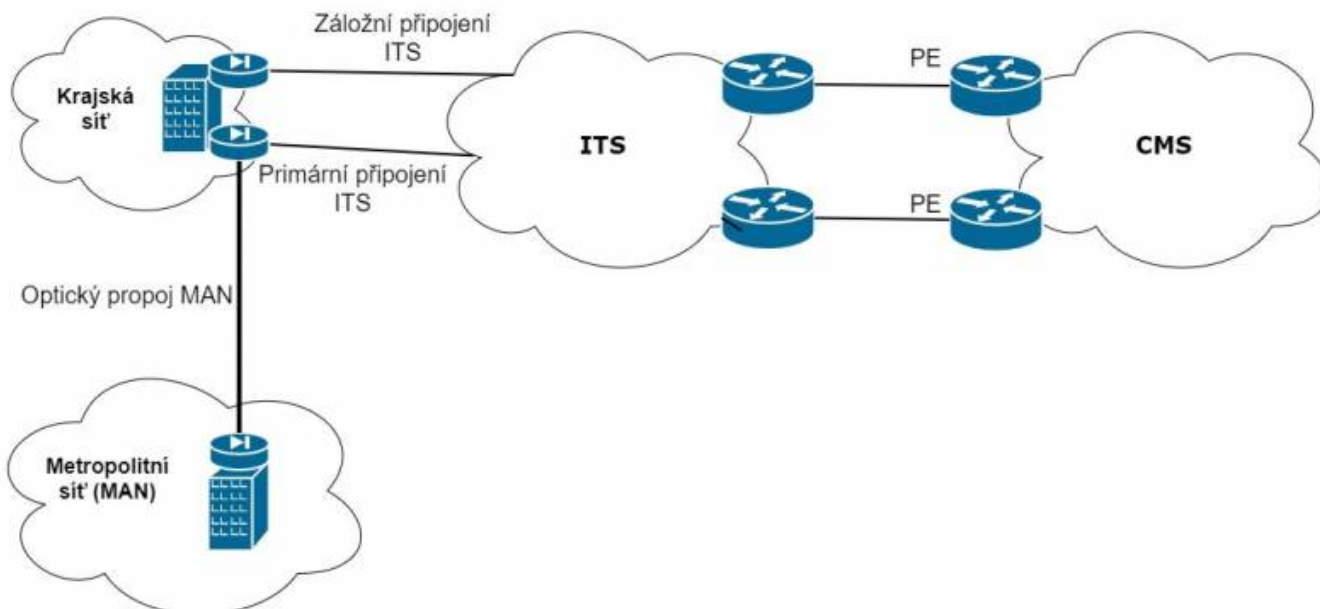 Záložní připojení
ITS
PE
Krajská
síť
ITS
CMS
Primární připojení
ITS
PE
Optický propoj MAN
Metropolitní
síť (MAN)